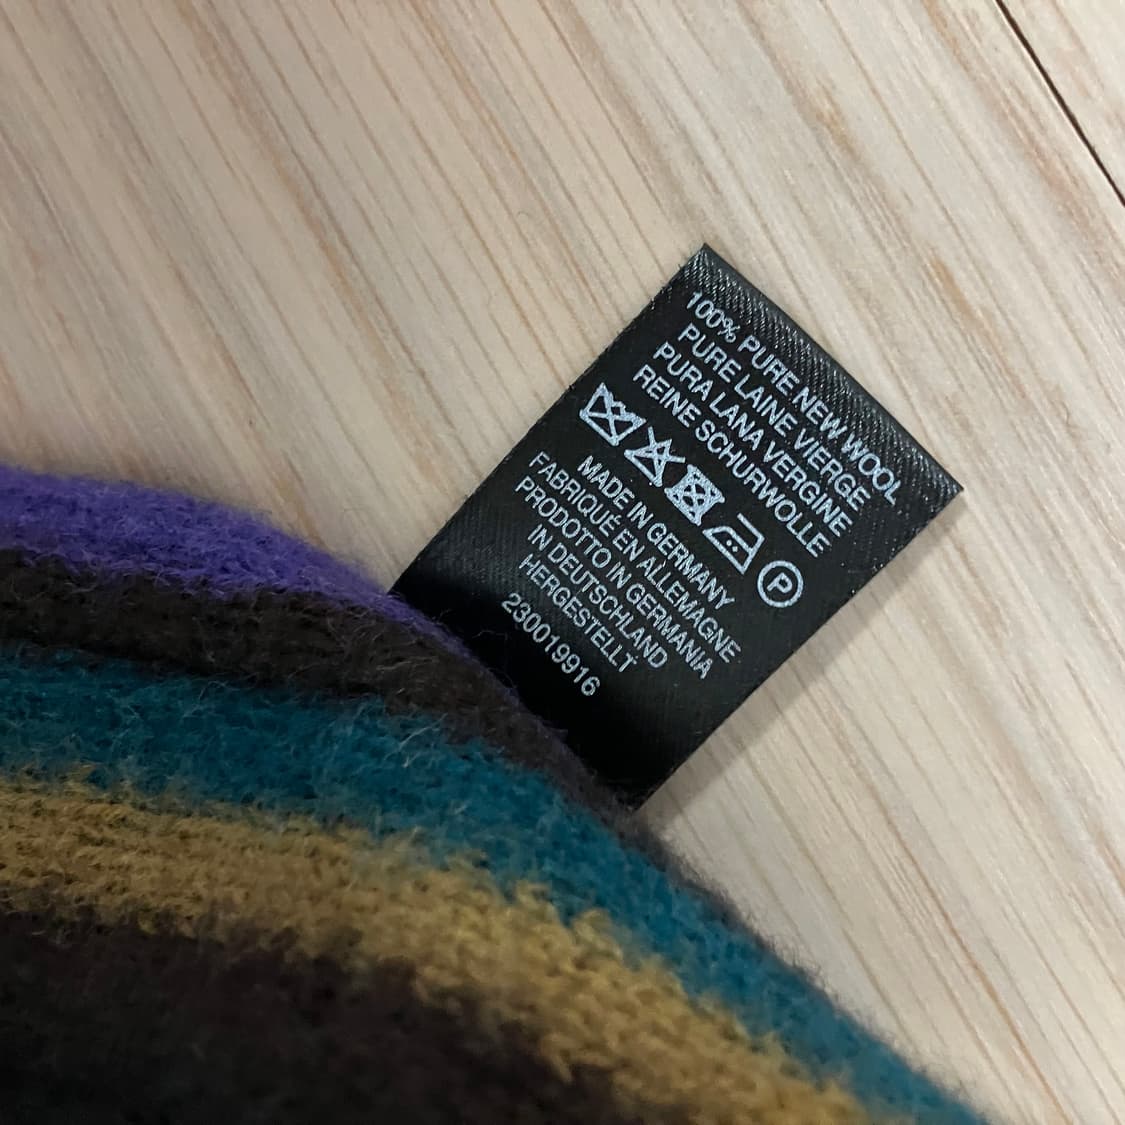 100% PURE NEW WOOL
PURE LAINE VIERGE
PURA LANA VERGINE
REINE SCHURWOLLE
P
MADE IN GERMANY
FABRIQUÉ EN ALLEMAGNE
PRODOTTO IN GERMANIA
IN DEUTSCHLAND
HERGESTELLT
230019916